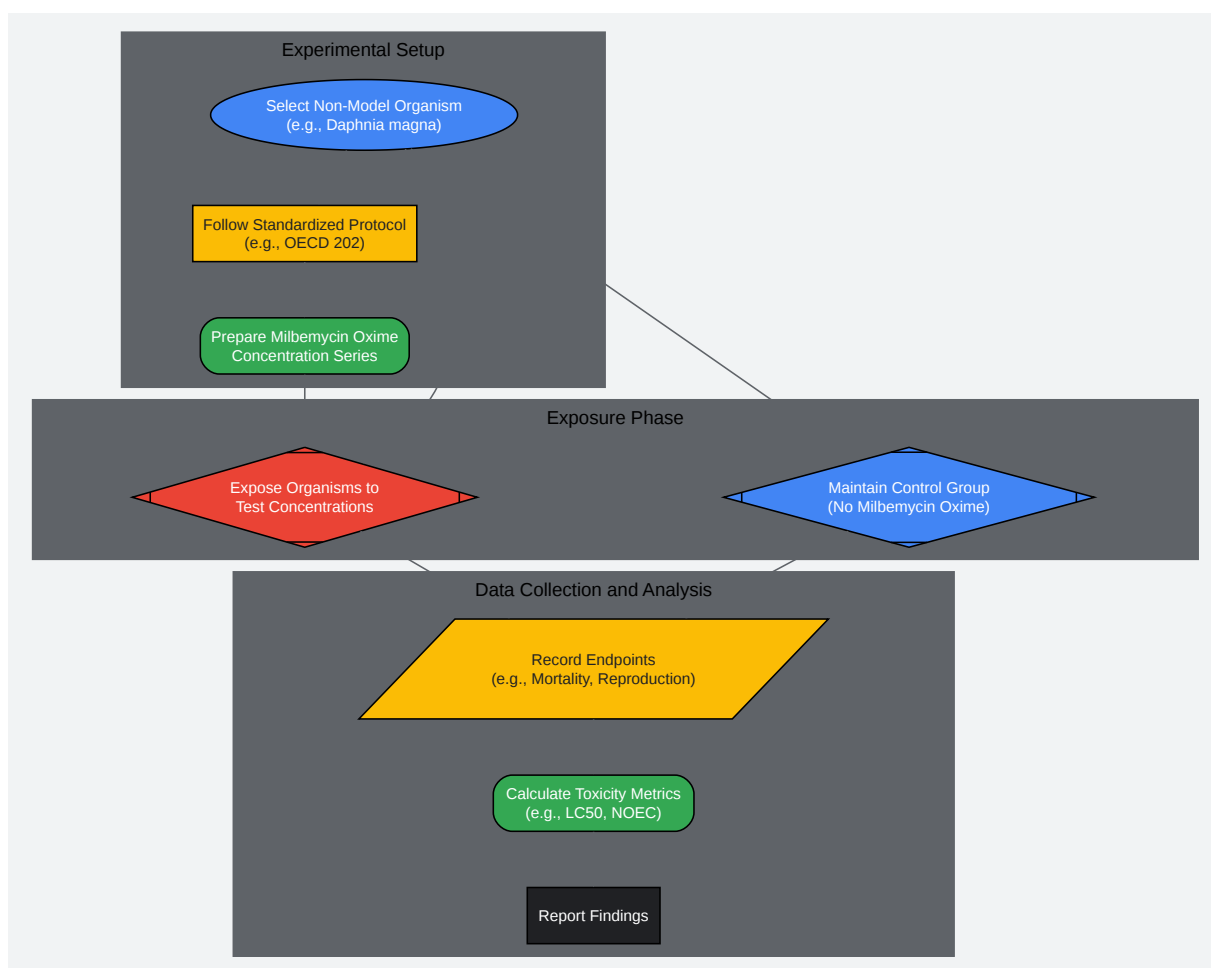 Experimental Setup
Select Non-Model Organism
(e.g., Daphnia magna)
Follow Standardized Protocol
(e.g., OECD 202)
Prepare Milbemycin Oxime
Concentration Series
Exposure Phase
Expose Organisms to
Test Concentrations
Maintain Control Group
(No Milbemycin Oxime)
Data Collection and Analysis
Record Endpoints
(e.g., Mortality, Reproduction)
Calculate Toxicity Metrics
(e.g., LC50, NOEC)
Report Findings